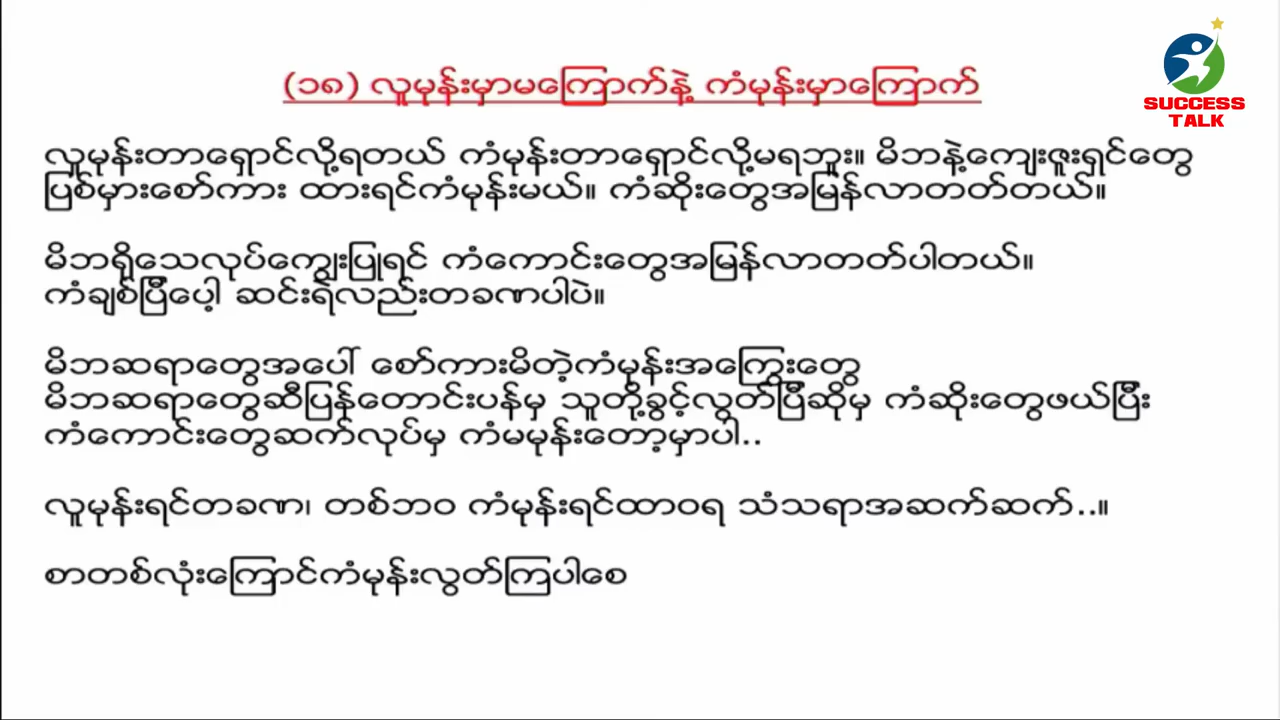 (၁၈) လူမုန်းမှာမကြောက်နဲ့ ကံမုန်းမှာကြောက်
SUCCESS
TALK
လူမုန်းတာရှောင်လို့ရတယ် ကံမုန်းတာရှောင်လို့မရဘူး။ မိဘနဲ့ကျေးဇူးရှင်တွေ
ပြစ်မှားစော်ကား ထားရင်ကံမုန်းမယ်။ ကံဆိုးတွေအမြန်လာတတ်တယ်။
မိဘရိုသေလုပ်ကျွေးပြုရင် ကံကောင်းတွေအမြန်လာတတ်ပါတယ်။
ကံချစ်ပြီပေါ့ ဆင်းရဲလည်းတခဏပါပဲ။
မိဘဆရာတွေအပေါ် စော်ကားမိတဲ့ကံမုန်းအကြွေးတွေ
မိဘဆရာတွေဆီပြန်တောင်းပန်မှ သူတို့ခွင့်လွတ်ပြီဆိုမှ ကံဆိုးတွေဖယ်ပြီး
ကံကောင်းတွေဆက်လုပ်မှ ကံမမုန်းတော့မှာပါ..
လူမုန်းရင်တခဏ၊ တစ်ဘဝ ကံမုန်းရင်ထာဝရ သံသရာအဆက်ဆက်..။
စာတစ်လုံးကြောင်ကံမုန်းလွတ်ကြပါစေ